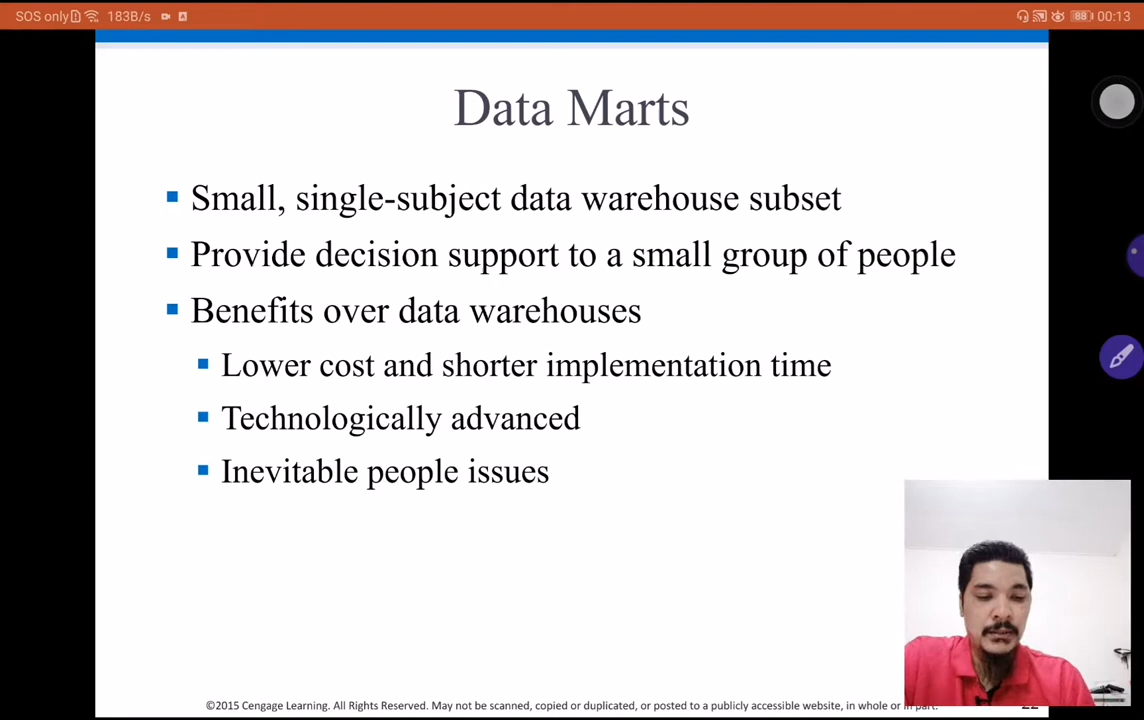 SOS only 183B/s 88 00:13
Data Marts
Small, single-subject data warehouse subset
Provide decision support to a small group of people
Benefits over data warehouses
Lower cost and shorter implementation time
Technologically advanced
Inevitable people issues
©2015 Cengage Learning. All Rights Reserved. May not be scanned, copied or duplicated, or posted to a publicly accessible website, in whole or in part.